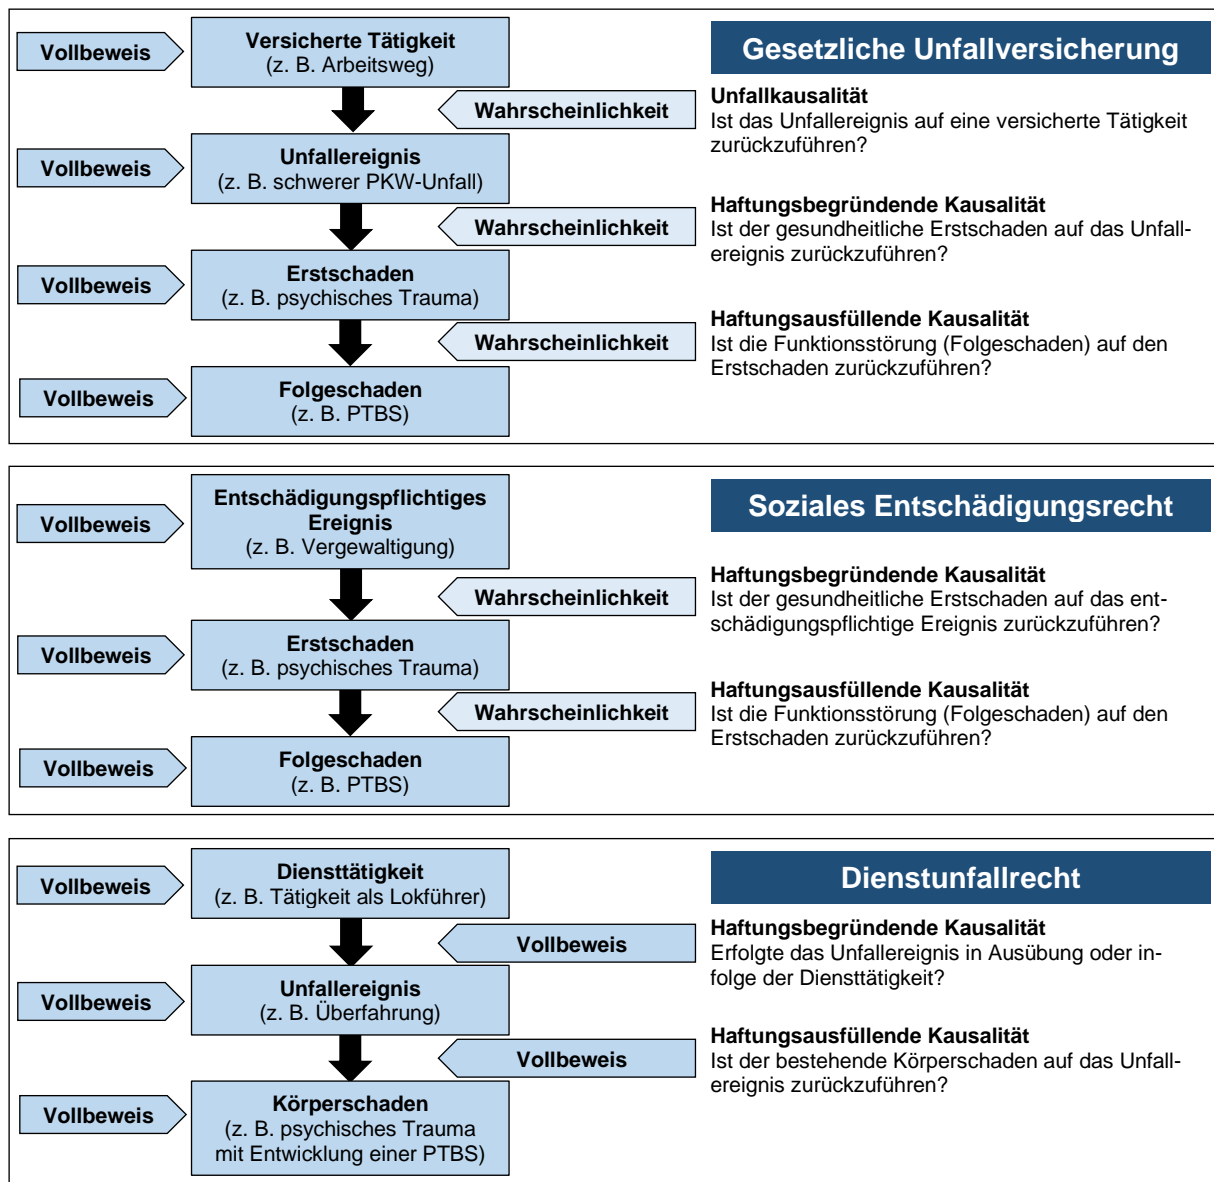 Vollbeweis
Versicherte Tätigkeit
(z. B. Arbeitsweg)
Gesetzliche Unfallversicherung
Wahrscheinlichkeit
Unfallkausalität
Ist das Unfallereignis auf eine versicherte Tätigkeit
zurückzuführen?
Vollbeweis
Unfallereignis
(z. B. schwerer PKW-Unfall)
Wahrscheinlichkeit
Haftungsbegründende Kausalität
Ist der gesundheitliche Erstschaden auf das Unfall-
ereignis zurückzuführen?
Vollbeweis
Erstschaden
(z. B. psychisches Trauma)
Wahrscheinlichkeit
Haftungsausfüllende Kausalität
Ist die Funktionsstörung (Folgeschaden) auf den
Erstschaden zurückzuführen?
Vollbeweis
Folgeschaden
(z. B. PTBS)
Vollbeweis
Entschädigungspflichtiges
Ereignis
(z. B. Vergewaltigung)
Soziales Entschädigungsrecht
Wahrscheinlichkeit
Haftungsbegründende Kausalität
Ist der gesundheitliche Erstschaden auf das ent-
schädigungspflichtige Ereignis zurückzuführen?
Vollbeweis
Erstschaden
(z. B. psychisches Trauma)
Wahrscheinlichkeit
Haftungsausfüllende Kausalität
Ist die Funktionsstörung (Folgeschaden) auf den
Erstschaden zurückzuführen?
Vollbeweis
Folgeschaden
(z. B. PTBS)
Vollbeweis
Diensttätigkeit
(z. B. Tätigkeit als Lokführer)
Dienstunfallrecht
Vollbeweis
Haftungsbegründende Kausalität
Erfolgte das Unfallereignis in Ausübung oder in-
folge der Diensttätigkeit?
Vollbeweis
Unfallereignis
(z. B. Überfahrung)
Vollbeweis
Haftungsausfüllende Kausalität
Ist der bestehende Körperschaden auf das Unfall-
ereignis zurückzuführen?
Vollbeweis
Körperschaden
(z. B. psychisches Trauma
mit Entwicklung einer PTBS)